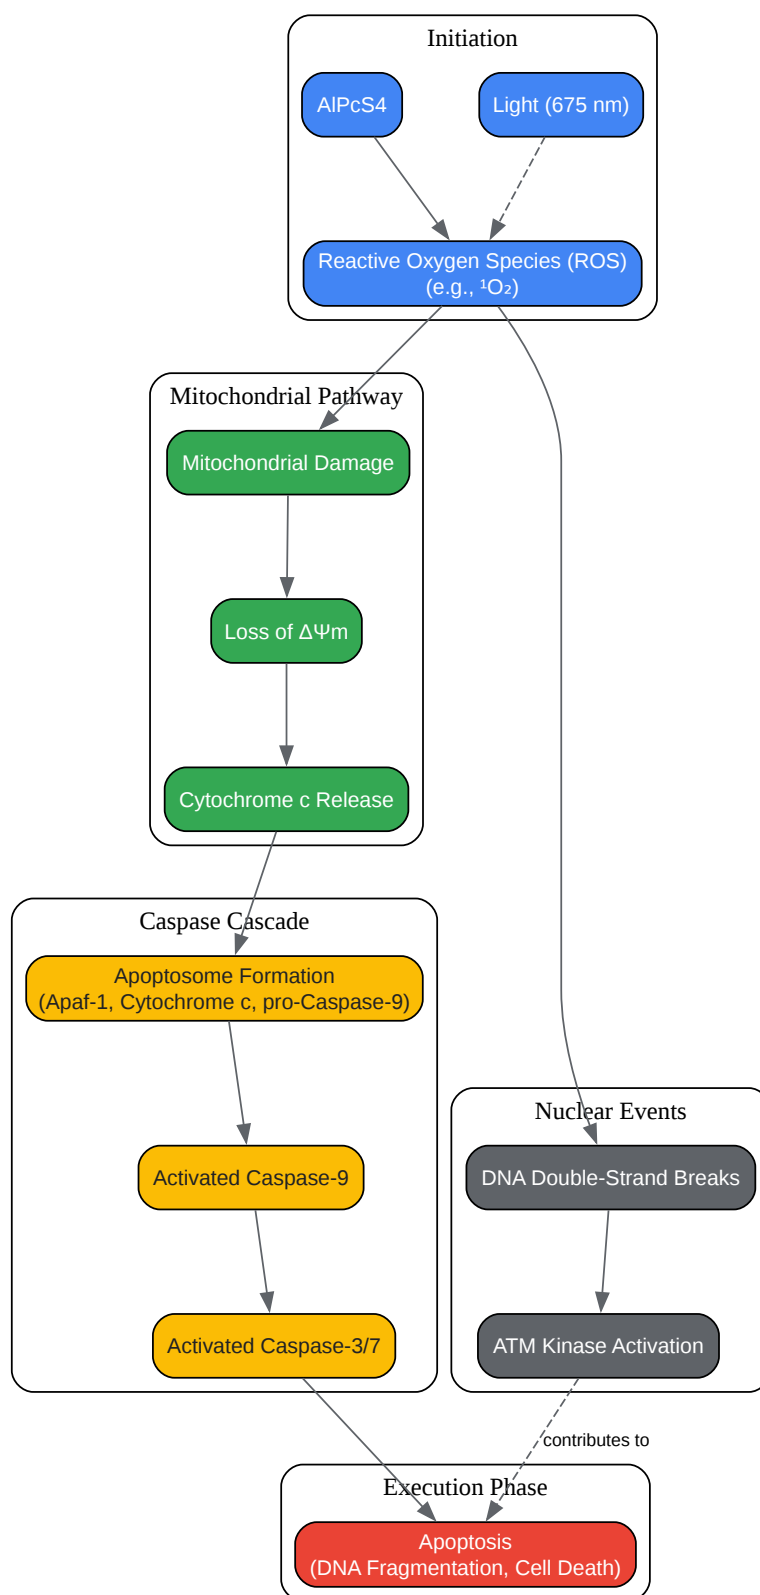 Initiation
AlPcS4
Light (675 nm)
Reactive Oxygen Species (ROS)
(e.g., ¹O₂)
Mitochondrial Pathway
Mitochondrial Damage
Loss of ΔΨm
Cytochrome c Release
Caspase Cascade
Apoptosome Formation
(Apaf-1, Cytochrome c, pro-Caspase-9)
Activated Caspase-9
Activated Caspase-3/7
Nuclear Events
DNA Double-Strand Breaks
ATM Kinase Activation
contributes to
Execution Phase
Apoptosis
(DNA Fragmentation, Cell Death)